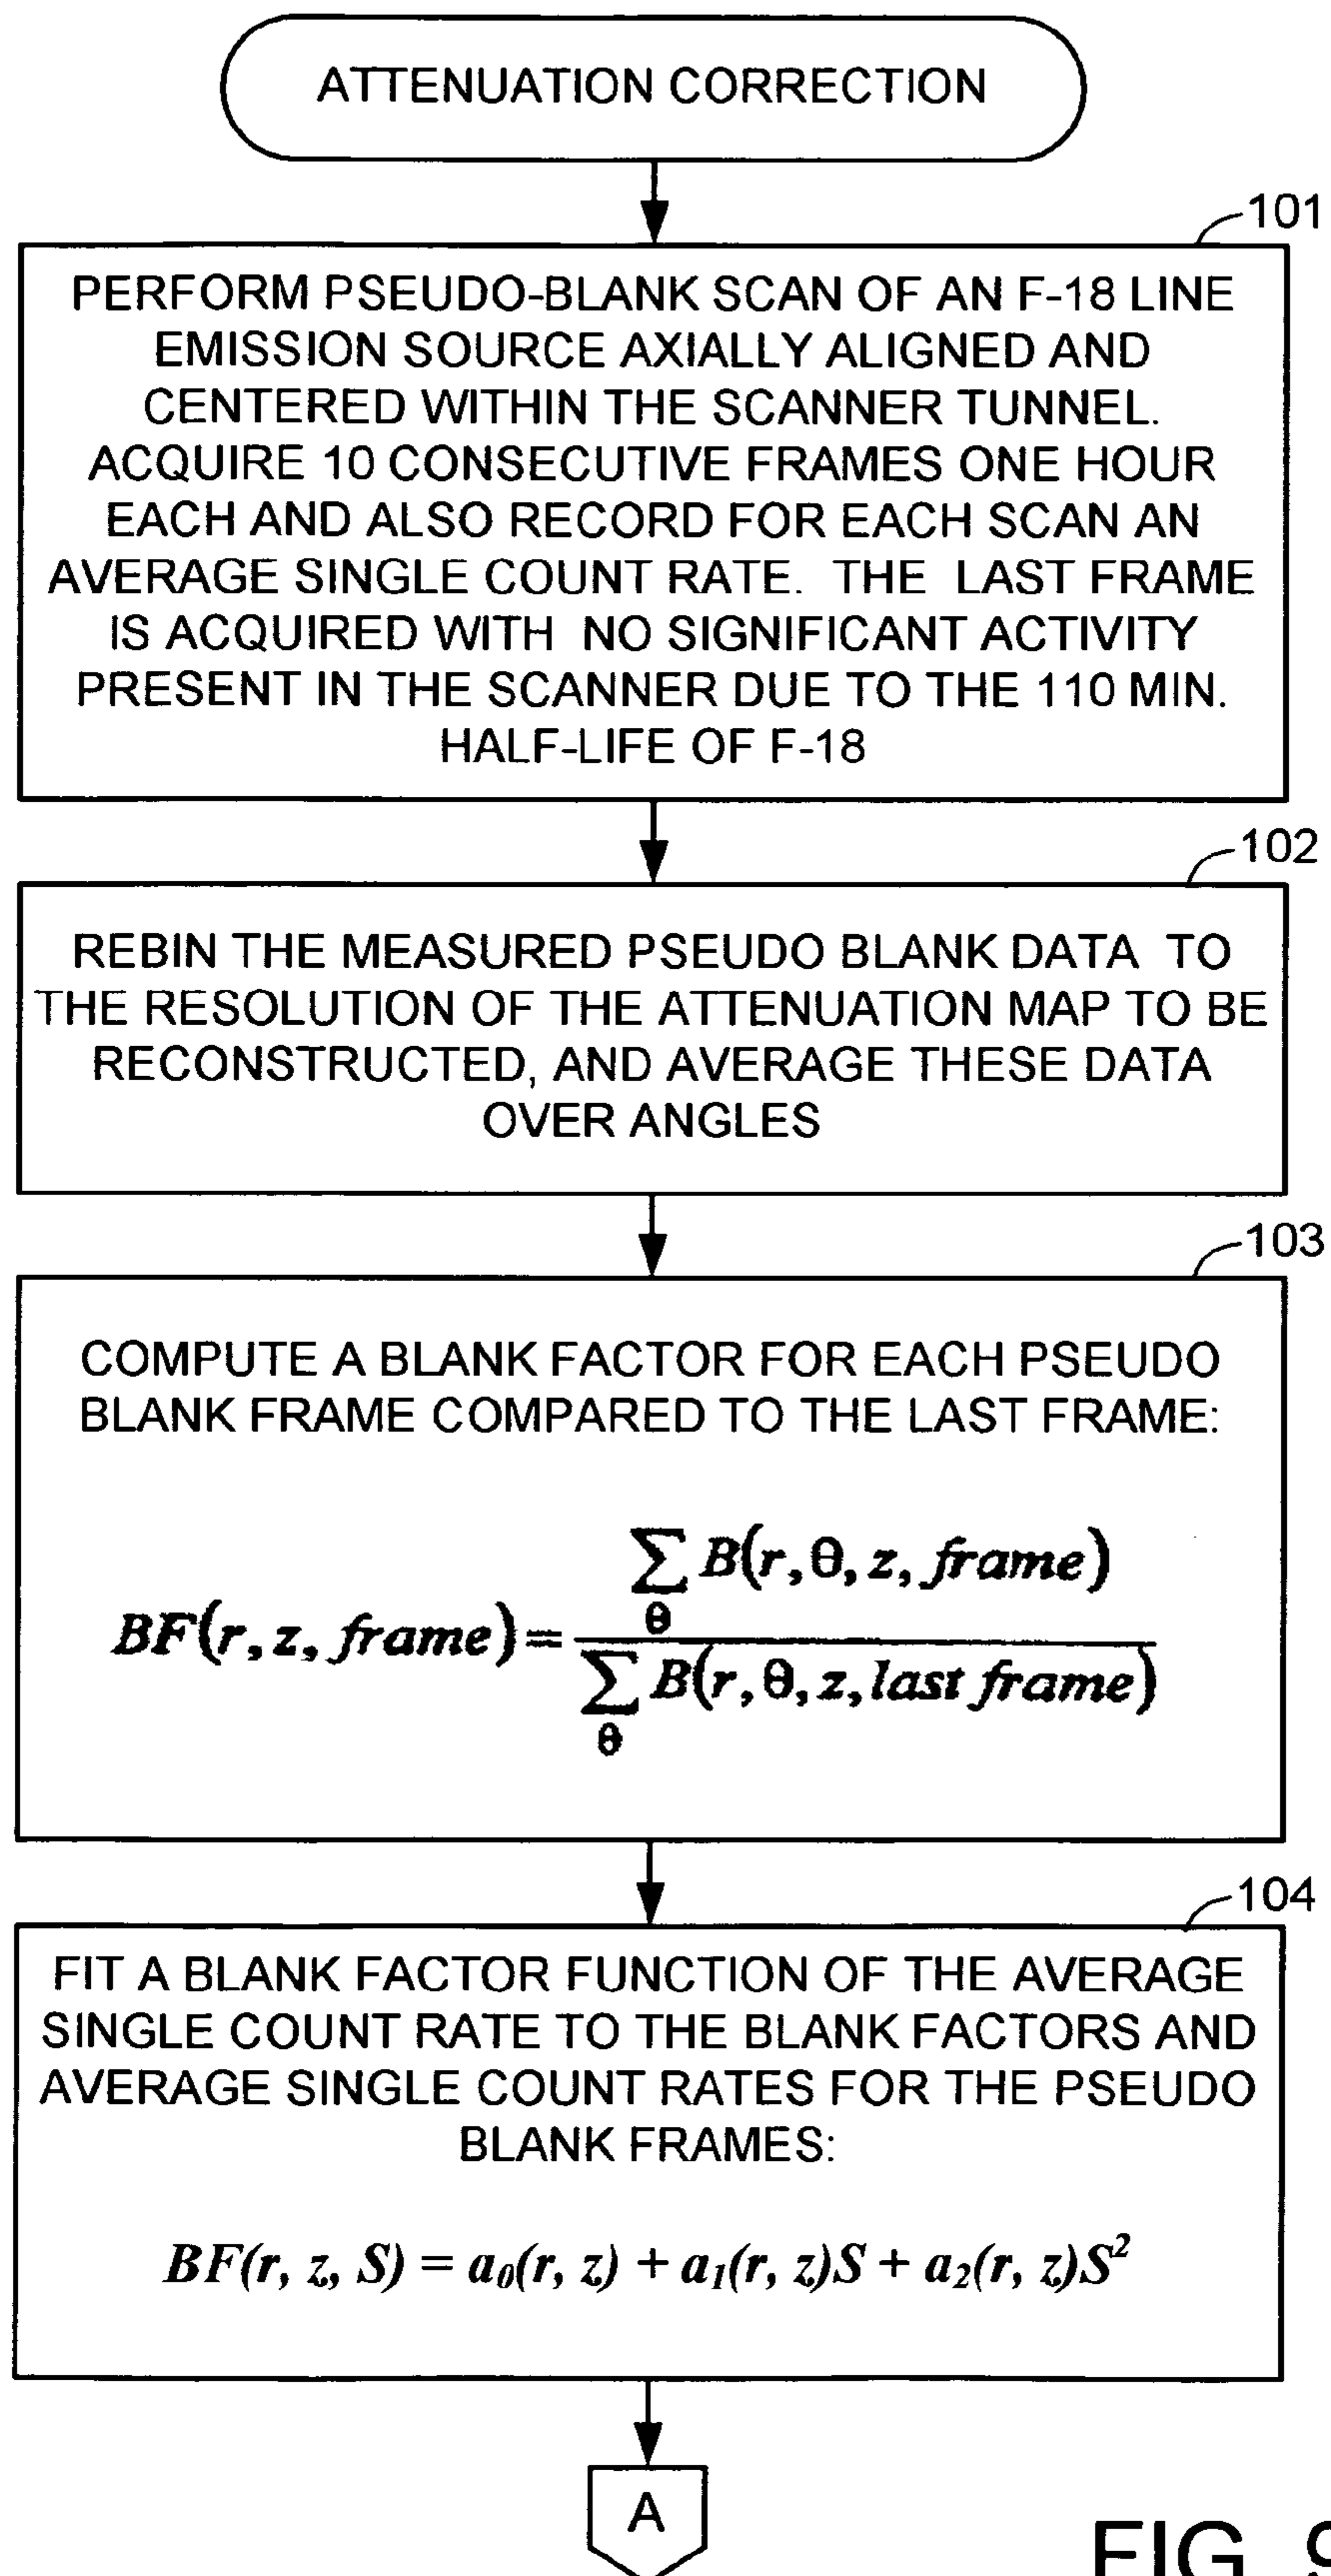 ATTENUATION CORRECTION
101
PERFORM PSEUDO-BLANK SCAN OF AN F-18 LINE
EMISSION SOURCE AXIALLY ALIGNED AND
CENTERED WITHIN THE SCANNER TUNNEL.
ACQUIRE 10 CONSECUTIVE FRAMES ONE HOUR
EACH AND ALSO RECORD FOR EACH SCAN AN
AVERAGE SINGLE COUNT RATE. THE LAST FRAME
IS ACQUIRED WITH NO SIGNIFICANT ACTIVITY
PRESENT IN THE SCANNER DUE TO THE 110 MIN.
HALF-LIFE OF F-18
102
REBIN THE MEASURED PSEUDO BLANK DATA TO
THE RESOLUTION OF THE ATTENUATION MAP TO BE
RECONSTRUCTED, AND AVERAGE THESE DATA
OVER ANGLES
103
COMPUTE A BLANK FACTOR FOR EACH PSEUDO
BLANK FRAME COMPARED TO THE LAST FRAME:
∑ B(r, θ, z, frame)
θ
BF(r, z, frame) =
∑ B(r, θ, z, last frame)
θ
104
FIT A BLANK FACTOR FUNCTION OF THE AVERAGE
SINGLE COUNT RATE TO THE BLANK FACTORS AND
AVERAGE SINGLE COUNT RATES FOR THE PSEUDO
BLANK FRAMES:
BF(r, z, S) = a₀(r, z) + a₁(r, z)S + a₂(r, z)S²
A
FIG. 9